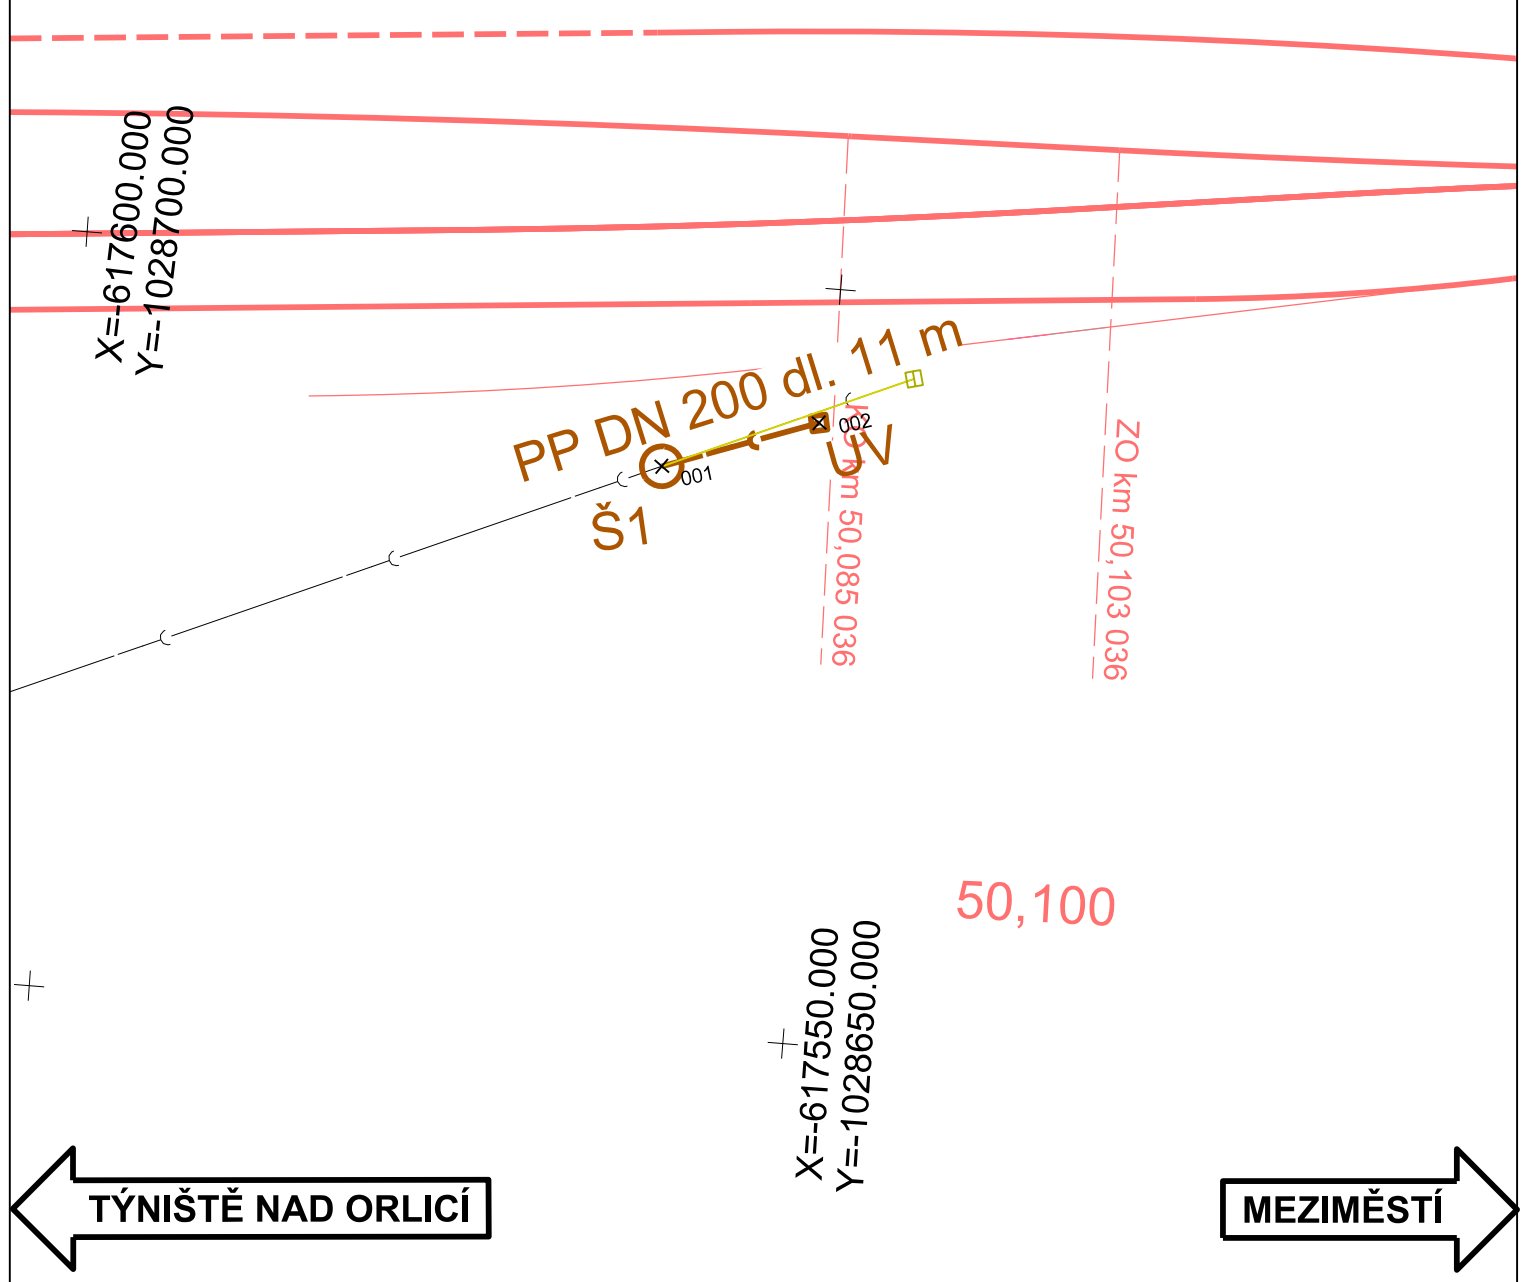 X=-617600.000
Y=-1028700.000
PP DN 200 dl. 11 m
002
UV
001
Š1
km 50,085 036
ZO km 50,103 036
50,100
X=-617550.000
Y=-1028650.000
TÝNIŠTĚ NAD ORLICÍ
MEZIMĚSTÍ